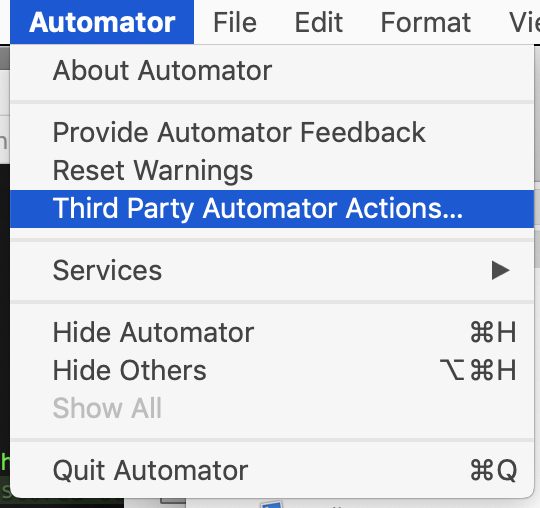 Automator File Edit Format
About Automator
Provide Automator Feedback
Reset Warnings
Third Party Automator Actions...
Services ▶
Hide Automator ⌘H
Hide Others ⌥⌘H
Show All
Quit Automator ⌘Q